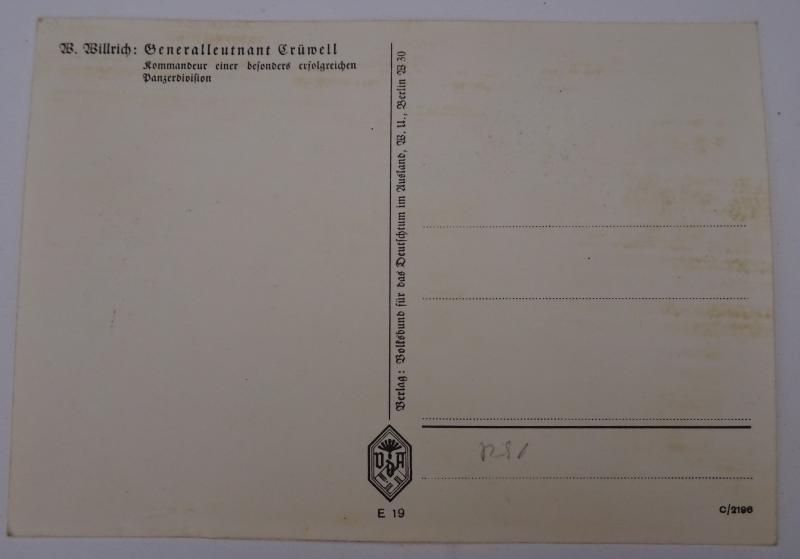 W. Willrich: Generalleutnant Crüwell
Kommandeur einer besonders erfolgreichen
Panzerdivision
Verlag: Volksbund für das Deutschtum im Ausland, W. U., Berlin W 30
VDA
E 19
C/2196